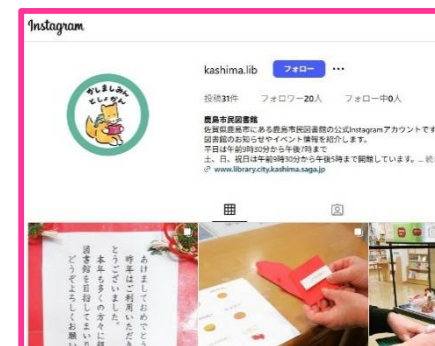 Instagram
かしましみん
としょかん
kashima.lib フォロー
投稿31件 フォロワー20人 フォロー中0人
鹿島市民図書館
佐賀県鹿島市にある鹿島市民図書館の公式Instagramアカウントです
図書館のお知らせやイベント情報を紹介します。
平日は午前9時30分から午後7時まで
土、日、祝日は午前9時30分から午後5時まで開館しています。...
www.library.city.kashima.saga.jp
あけましておめでとう
昨年はご利用いただき
とうございました。
本年も多くの方々に
図書館を目指してまいり
どうぞよろしくお願い